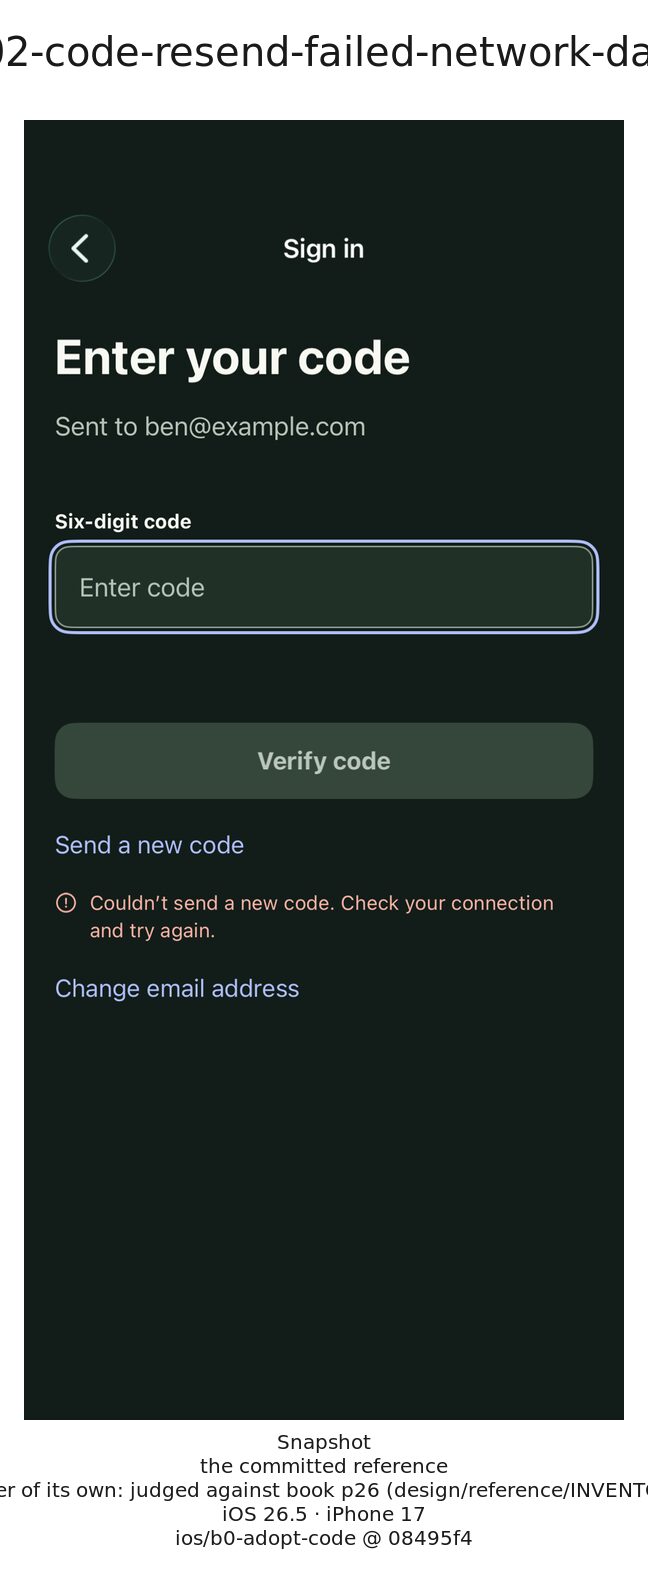 02-code-resend-failed-network-da
Sign in
Enter your code
Sent to ben@example.com
Six-digit code
Enter code
Verify code
Send a new code
Couldn’t send a new code. Check your connection
and try again.
Change email address
Snapshot
the committed reference
er of its own: judged against book p26 (design/reference/INVENTO
iOS 26.5 · iPhone 17
ios/b0-adopt-code @ 08495f4